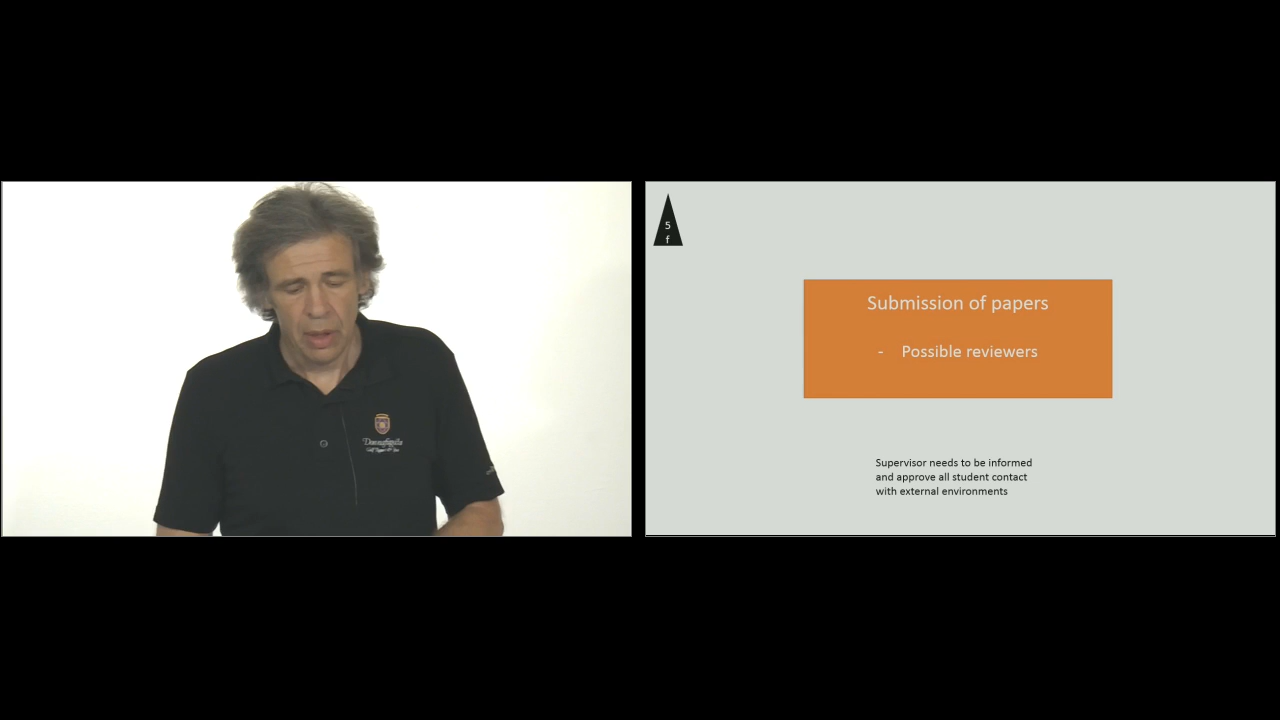 5
f
Submission of papers
- Possible reviewers
Supervisor needs to be informed
and approve all student contact
with external environments